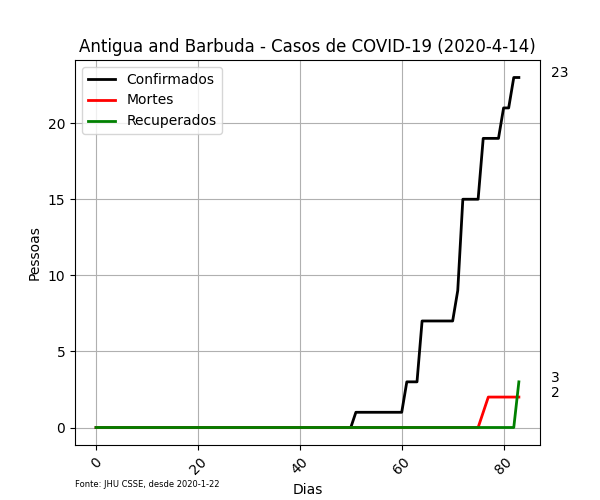 Antigua and Barbuda - Casos de COVID-19 (2020-4-14)
Confirmados
Mortes
Recuperados
23
3
2
Pessoas
20
15
10
5
0
0 20 40 60 80
Dias
Fonte: JHU CSSE, desde 2020-1-22